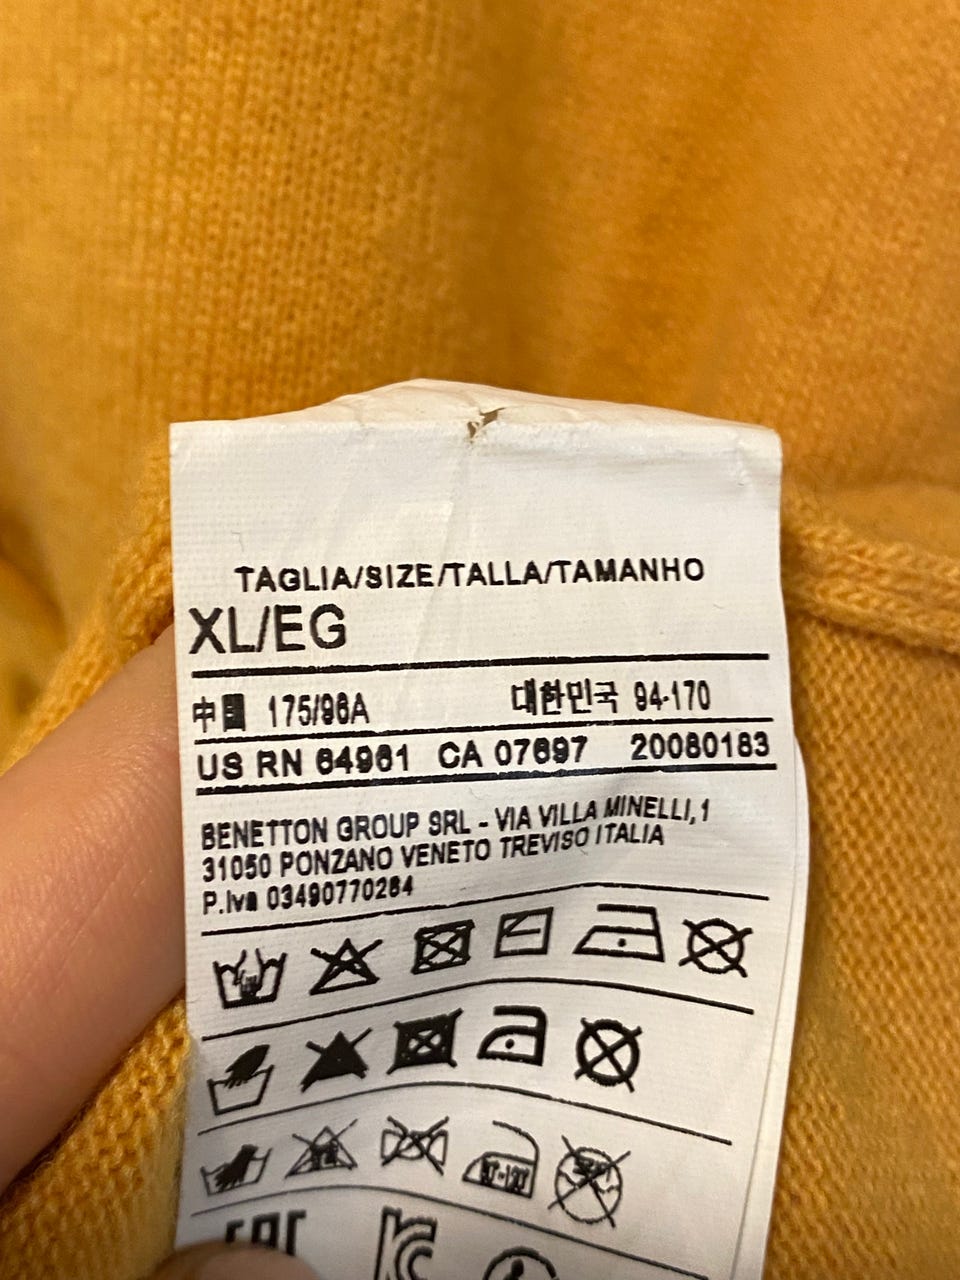 TAGLIA/SIZE/TALLA/TAMANHO
XL/EG
中国 175/96A 대한민국 94-170
US RN 64961 CA 07697 20080183
BENETTON GROUP SRL - VIA VILLA MINELLI,1
31050 PONZANO VENETO TREVISO ITALIA
P.Iva 03490770264